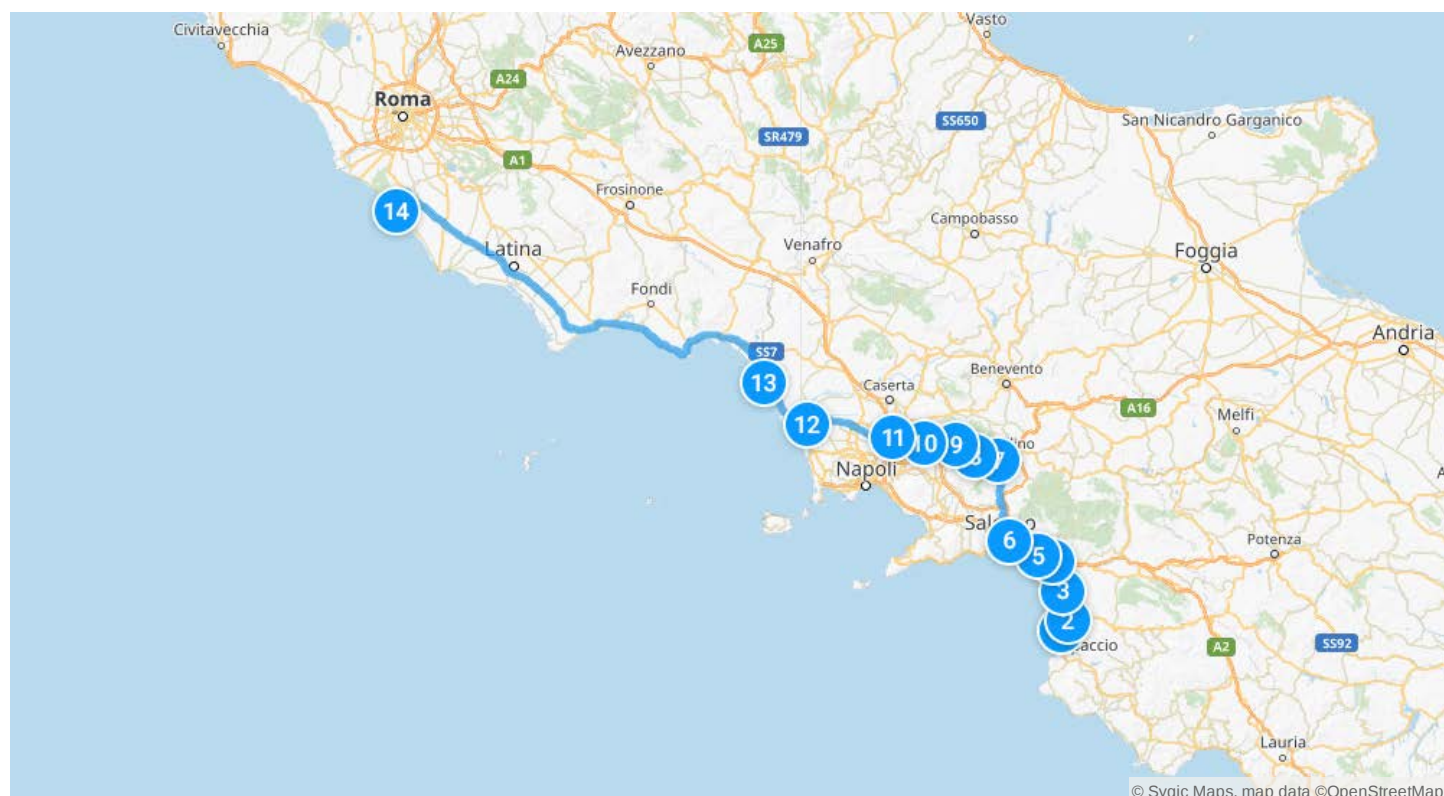 Vasto
Civitavecchia
A25
Avezzano
A24
Roma
SS650
San Nicandro Garganico
SR479
A1
Frosinone
14
Campobasso
Latina
Venafro
Foggia
Fondi
Andria
SS7
Benevento
13
Caserta
A16
Melfi
12
11
10
9
8
7
Napoli
6
5
Potenza
3
2
A2
SS92
Lauria
© Sygic Maps, map data ©OpenStreetMap